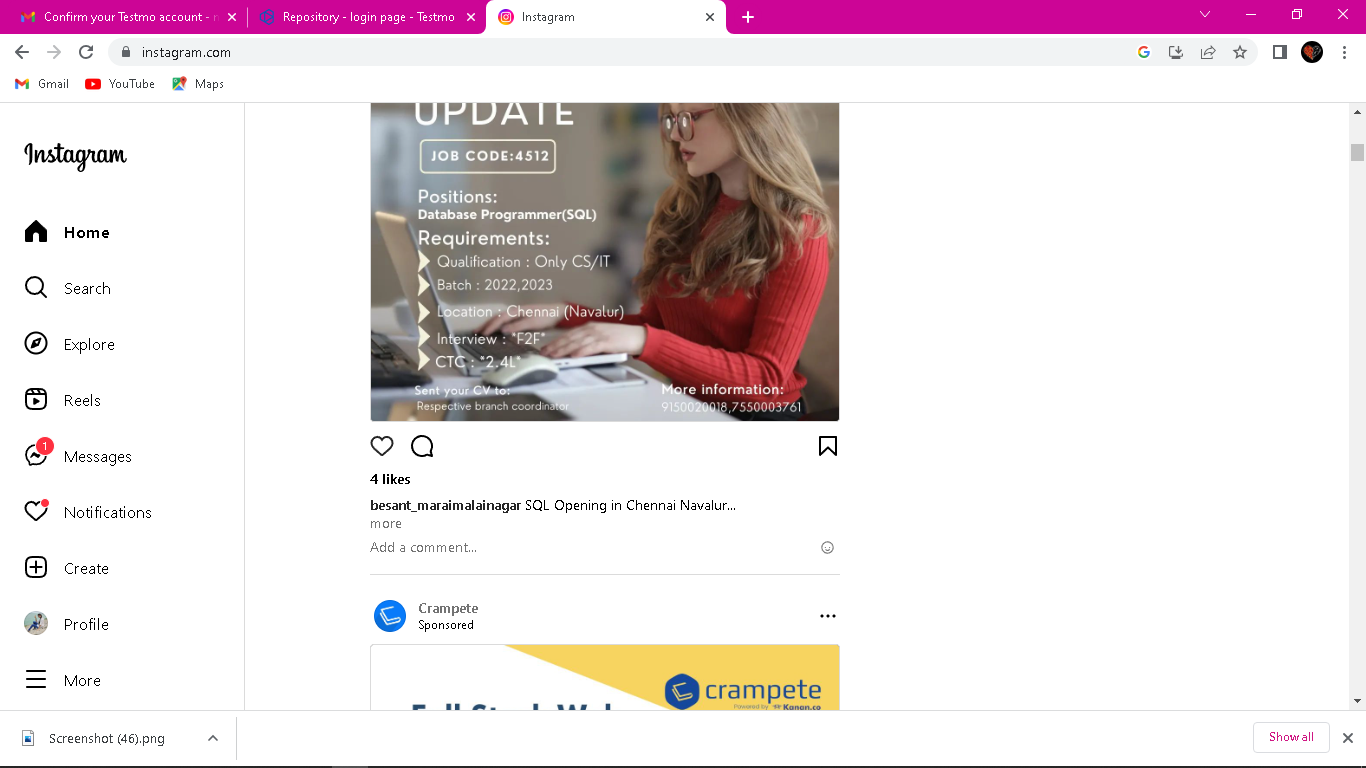 Confirm your Testmo account - 
Repository - login page - Testmo
Instagram
instagram.com
Gmail
YouTube
Maps
Instagram
Home
Search
Explore
Reels
1
Messages
Notifications
Create
Profile
More
UPDATE
JOB CODE:4512
Positions:
Database Programmer(SQL)
Requirements:
Qualification : Only CS/IT
Batch : 2022,2023
Location : Chennai (Navalur)
Interview : *F2F*
CTC : *2.4L*
Sent your CV to:
Respective branch coordinator
More information:
9150020018,7550003761
4 likes
besant_maraimalainagar SQL Opening in Chennai Navalur...
more
Add a comment...
Crampete
Sponsored
crampete
Powered by Kanan.co
Screenshot (46).png
Show all